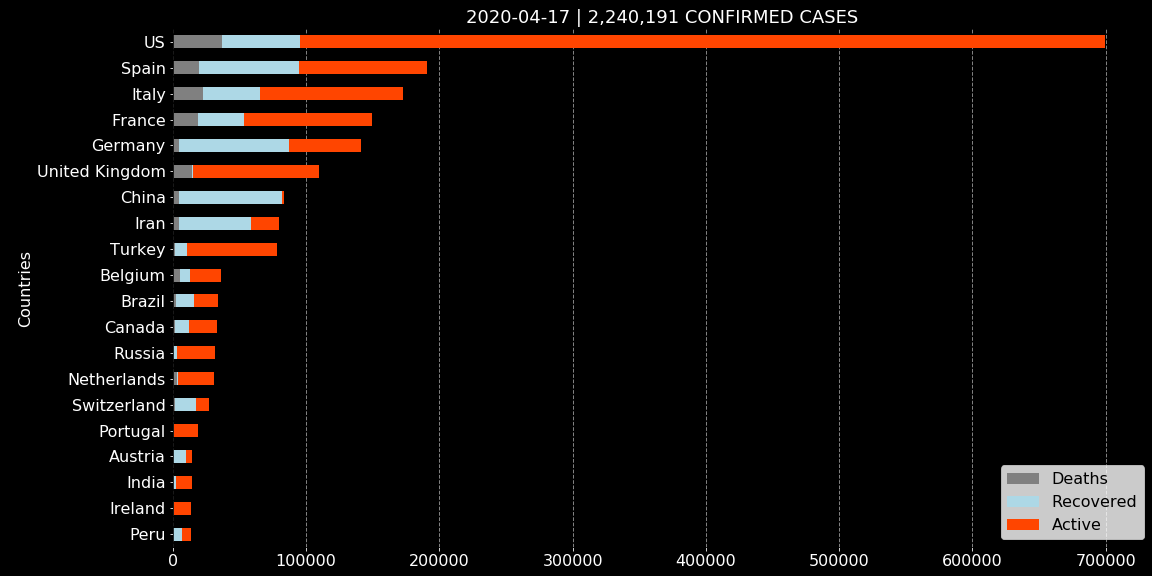 2020-04-17 | 2,240,191 CONFIRMED CASES
US
Spain
Italy
France
Germany
United Kingdom
China
Iran
Turkey
Belgium
Brazil
Canada
Russia
Netherlands
Switzerland
Portugal
Austria
India
Ireland
Peru
Countries
Deaths
Recovered
Active
0 100000 200000 300000 400000 500000 600000 700000